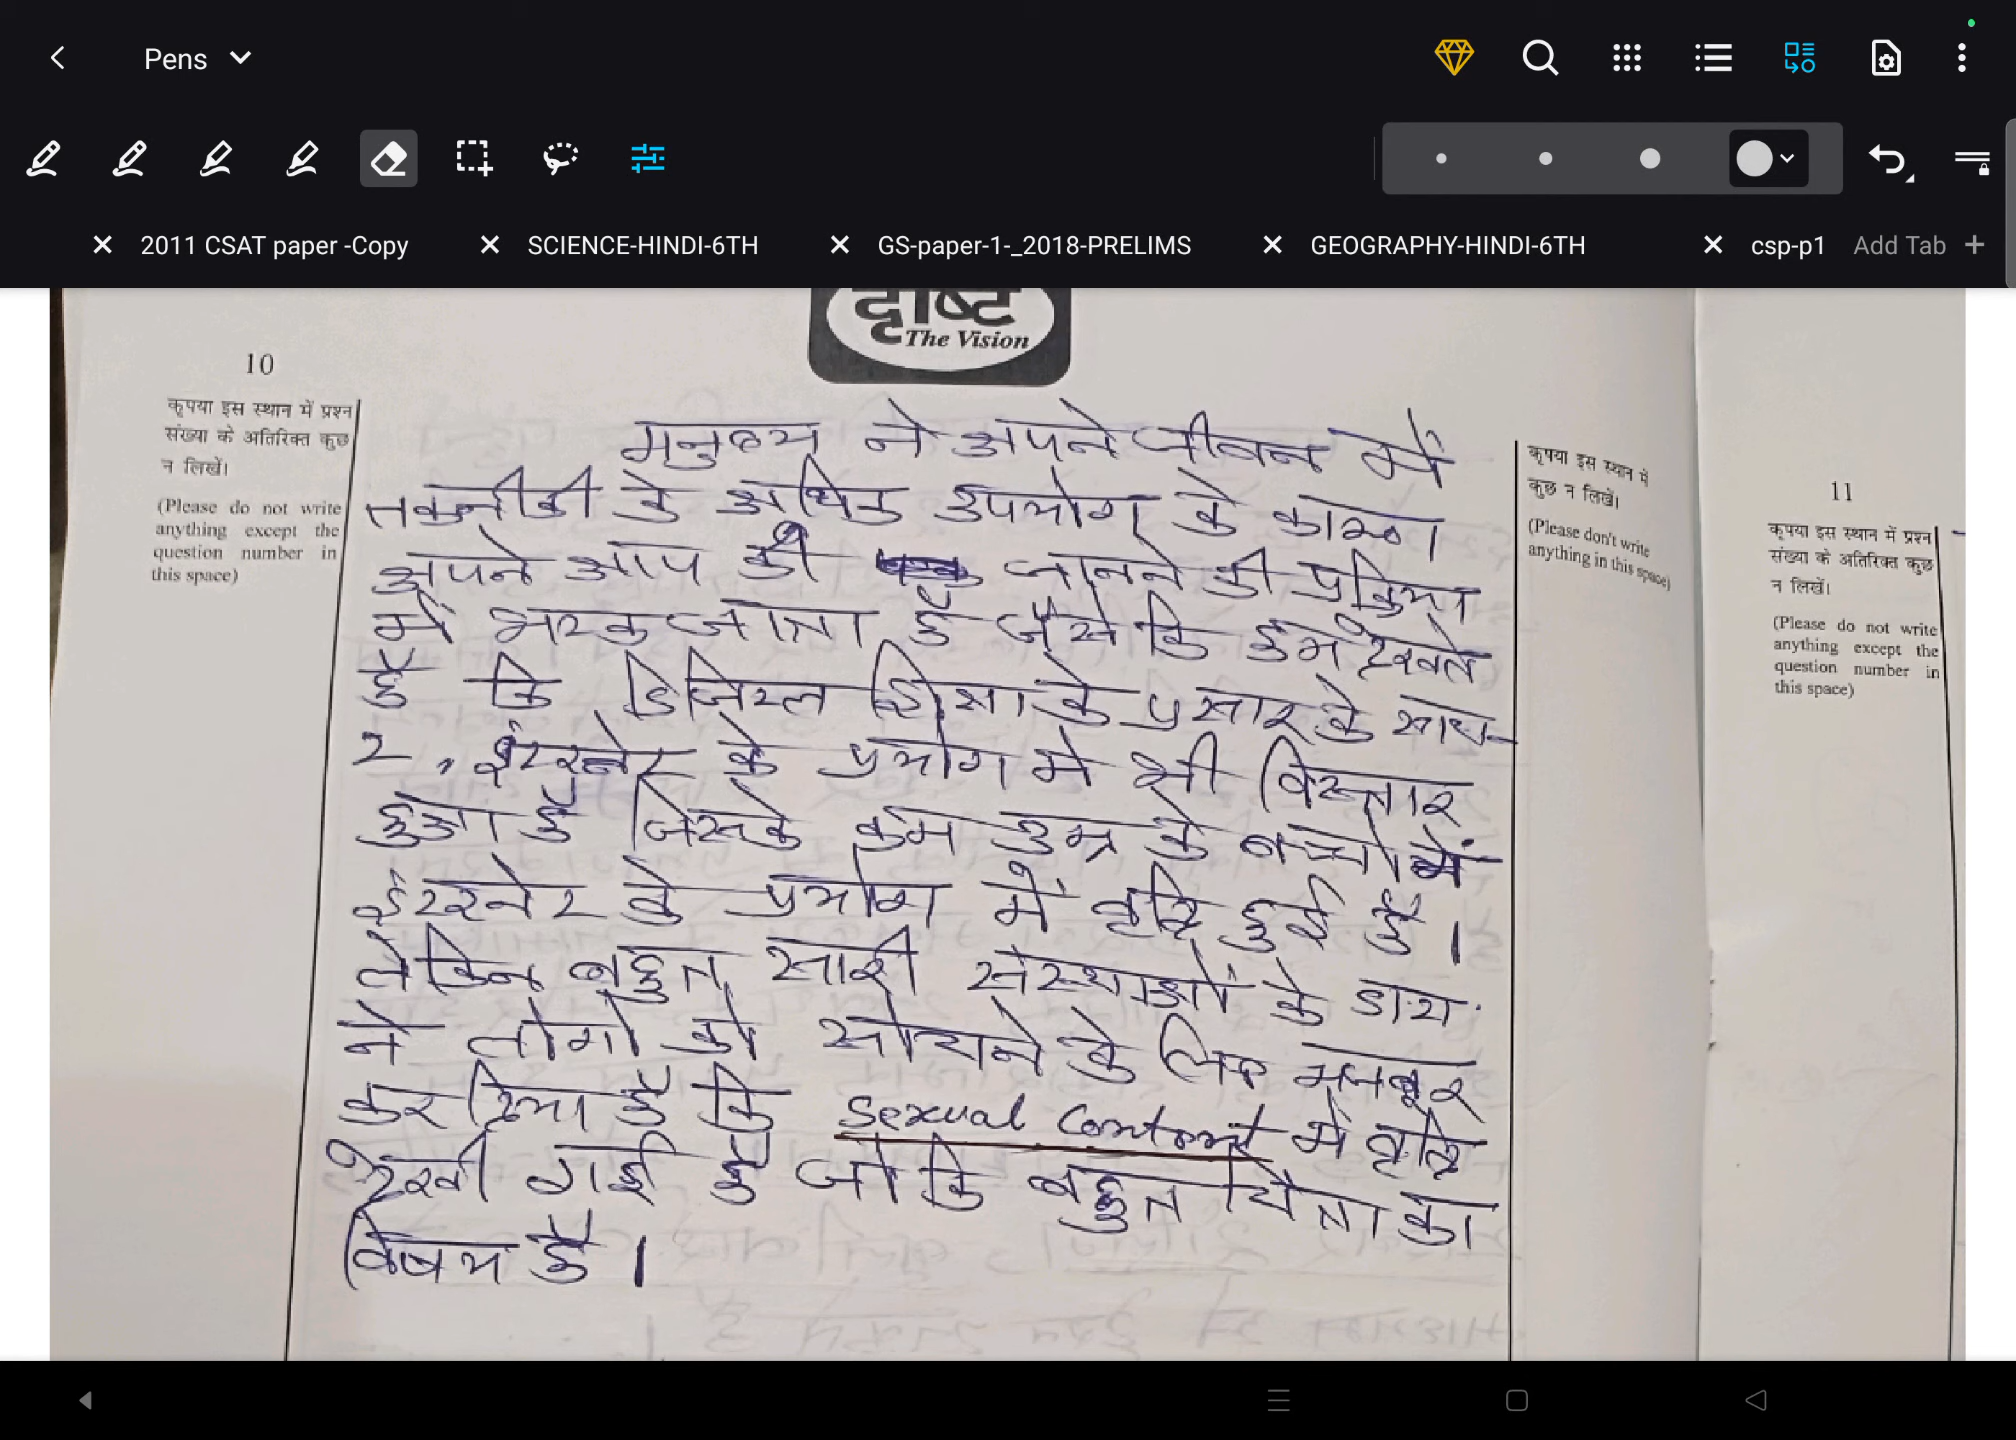 Pens
2011 CSAT paper -Copy
SCIENCE-HINDI-6TH
GS-paper-1-_2018-PRELIMS
GEOGRAPHY-HINDI-6TH
csp-p1
Add Tab +
दृष्टि
The Vision
10
कृपया इस स्थान में प्रश्न
संख्या के अतिरिक्त कुछ
न लिखें।
(Please do not write
anything except the
question number in
this space)
मनुष्य ने अपने जीवन में
तकनीकी के अधिक उपयोग के कारण
अपने आप की जानने की प्रक्रिया
में भटक जाता है जैसे कि हम देखते
है कि डिजिटल शिक्षा के प्रसार के साथ-
2, इंटरनेट के प्रयोग मे भी विस्तार
हुआ है जिसके कम उम्र के बच्चो में
इंटरनेट के प्रयोग में वृद्धि हुई है।
लेकिन बहुत सारी संस्थाओं के डाटा
ने लोगो को सोचने के लिए मजबूर
कर दिया है कि Sexual Content में वृद्धि
देखी गई है जो कि बहुत चिंता का
विषय है।
कृपया इस स्थान में
कुछ न लिखें।
(Please don't write
anything in this space)
11
कृपया इस स्थान में प्रश्न
संख्या के अतिरिक्त कुछ
न लिखें।
(Please do not write
anything except the
question number in
this space)